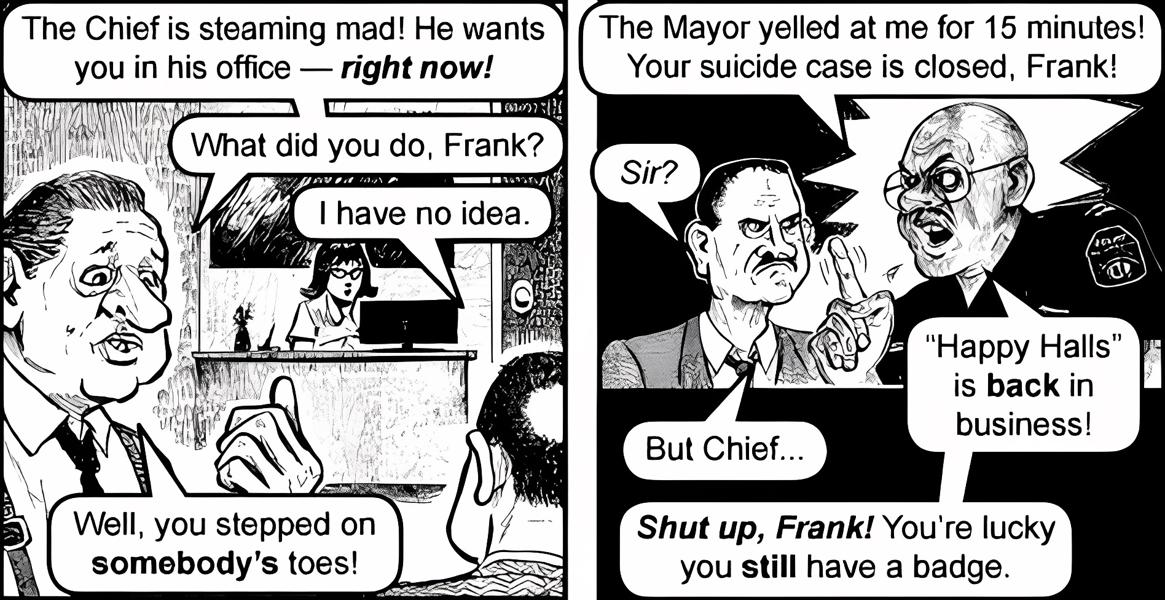 The Chief is steaming mad! He wants
you in his office — right now!
What did you do, Frank?
I have no idea.
Well, you stepped on
somebody's toes!
The Mayor yelled at me for 15 minutes!
Your suicide case is closed, Frank!
Sir?
"Happy Halls"
is back in
business!
But Chief...
Shut up, Frank! You're lucky
you still have a badge.